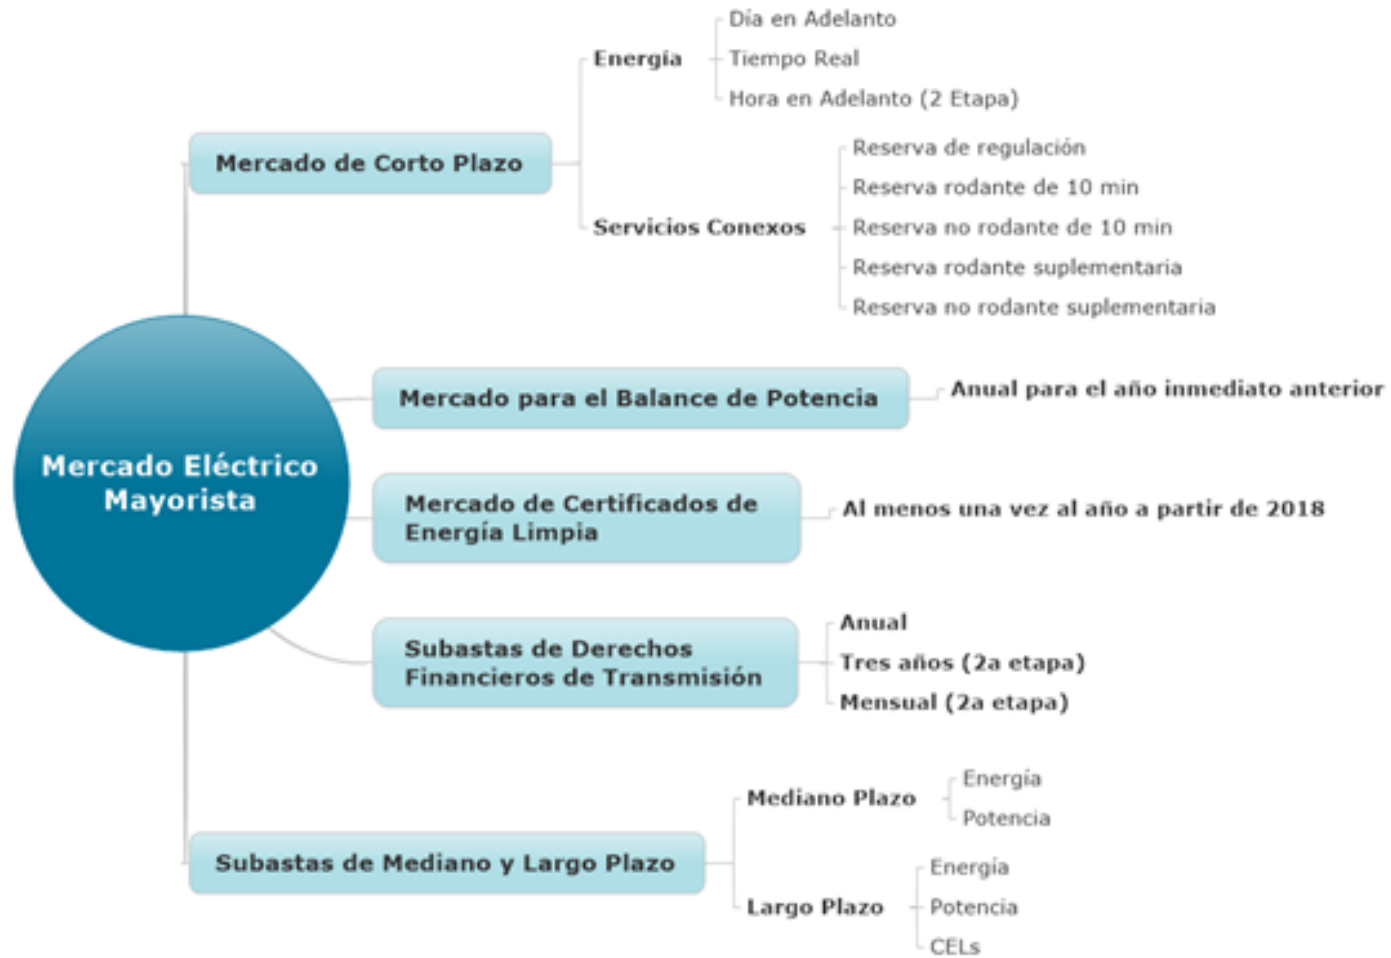 Mercado Eléctrico
Mayorista
Mercado de Corto Plazo
Energía
Día en Adelanto
Tiempo Real
Hora en Adelanto (2 Etapa)
Servicios Conexos
Reserva de regulación
Reserva rodante de 10 min
Reserva no rodante de 10 min
Reserva rodante suplementaria
Reserva no rodante suplementaria
Mercado para el Balance de Potencia
Anual para el año inmediato anterior
Mercado de Certificados de
Energía Limpia
Al menos una vez al año a partir de 2018
Subastas de Derechos
Financieros de Transmisión
Anual
Tres años (2a etapa)
Mensual (2a etapa)
Subastas de Mediano y Largo Plazo
Mediano Plazo
Energía
Potencia
Largo Plazo
Energía
Potencia
CELs